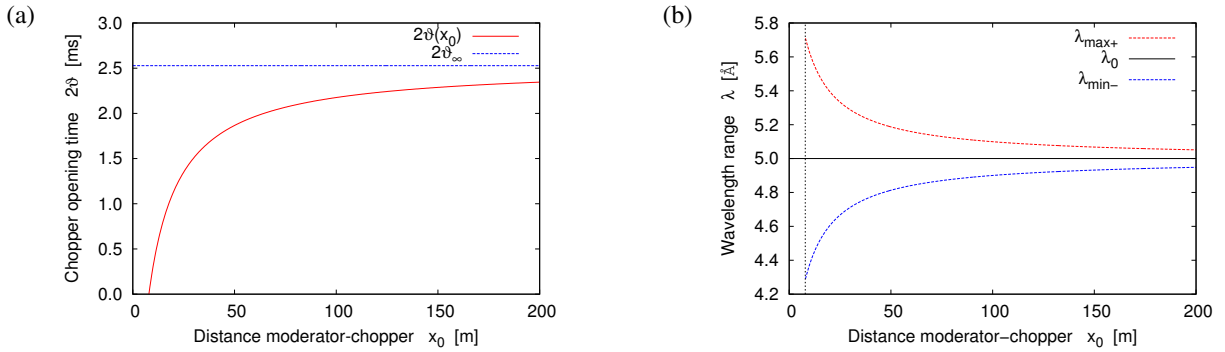 (a)
3.0
2.5
2.0
1.5
1.0
0.5
0.0
Chopper opening time 2ϑ [ms]
2ϑ(x₀)
2ϑ∞
0 50 100 150 200
Distance moderator-chopper x₀ [m]
(b)
5.8
5.6
5.4
5.2
5.0
4.8
4.6
4.4
4.2
Wavelength range λ [Å]
λmax+
λ₀
λmin−
0 50 100 150 200
Distance moderator−chopper x₀ [m]